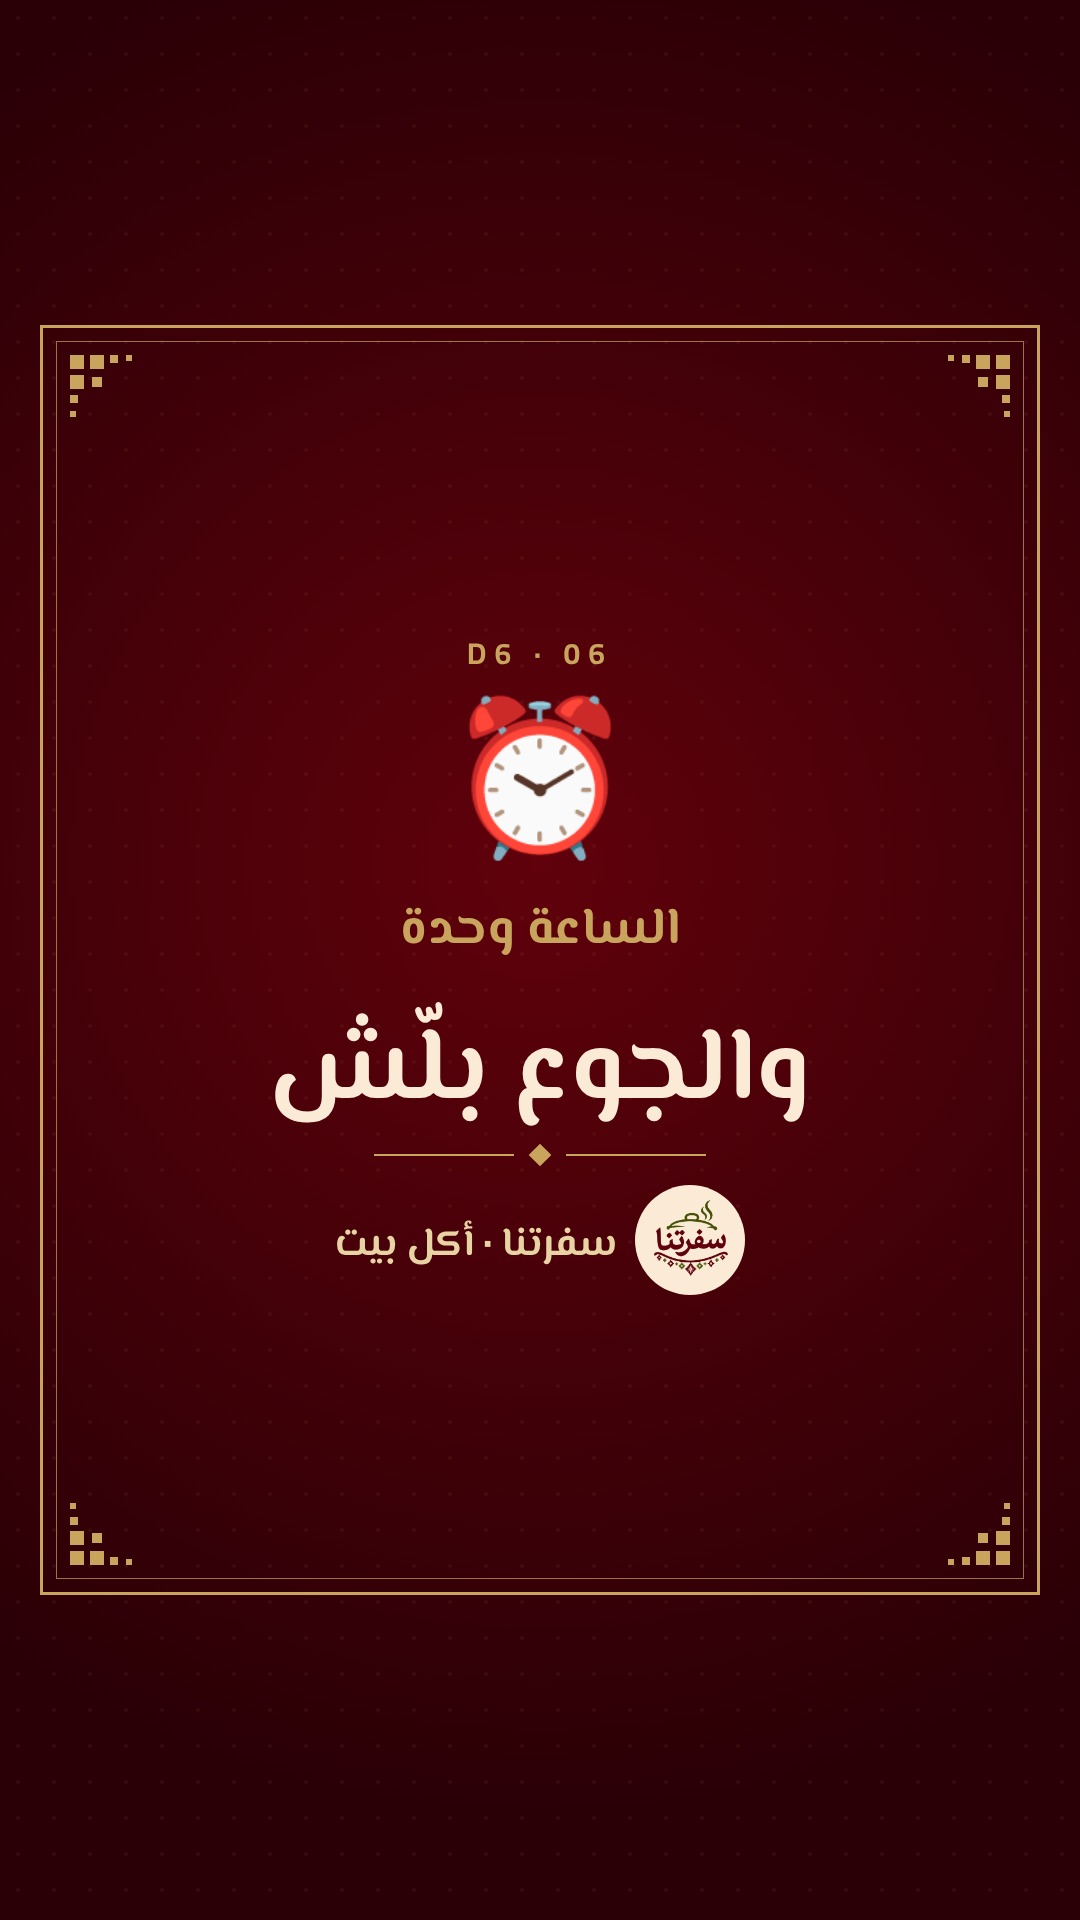 D6 · 06
الساعة وحدة
والجوع بلّش
سفرتنا
سفرتنا · أكل بيت